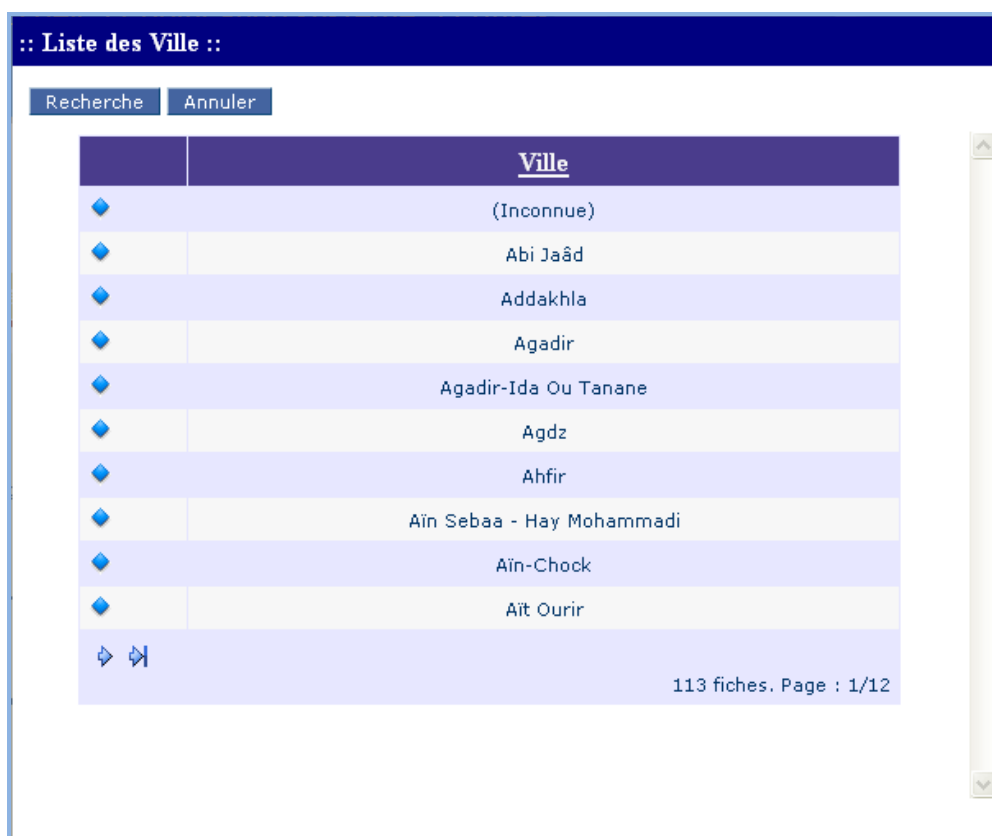 :: Liste des Ville ::
Recherche Annuler
Ville
(Inconnue)
Abi Jaâd
Addakhla
Agadir
Agadir-Ida Ou Tanane
Agdz
Ahfir
Aïn Sebaa - Hay Mohammadi
Aïn-Chock
Aït Ourir
113 fiches. Page : 1/12